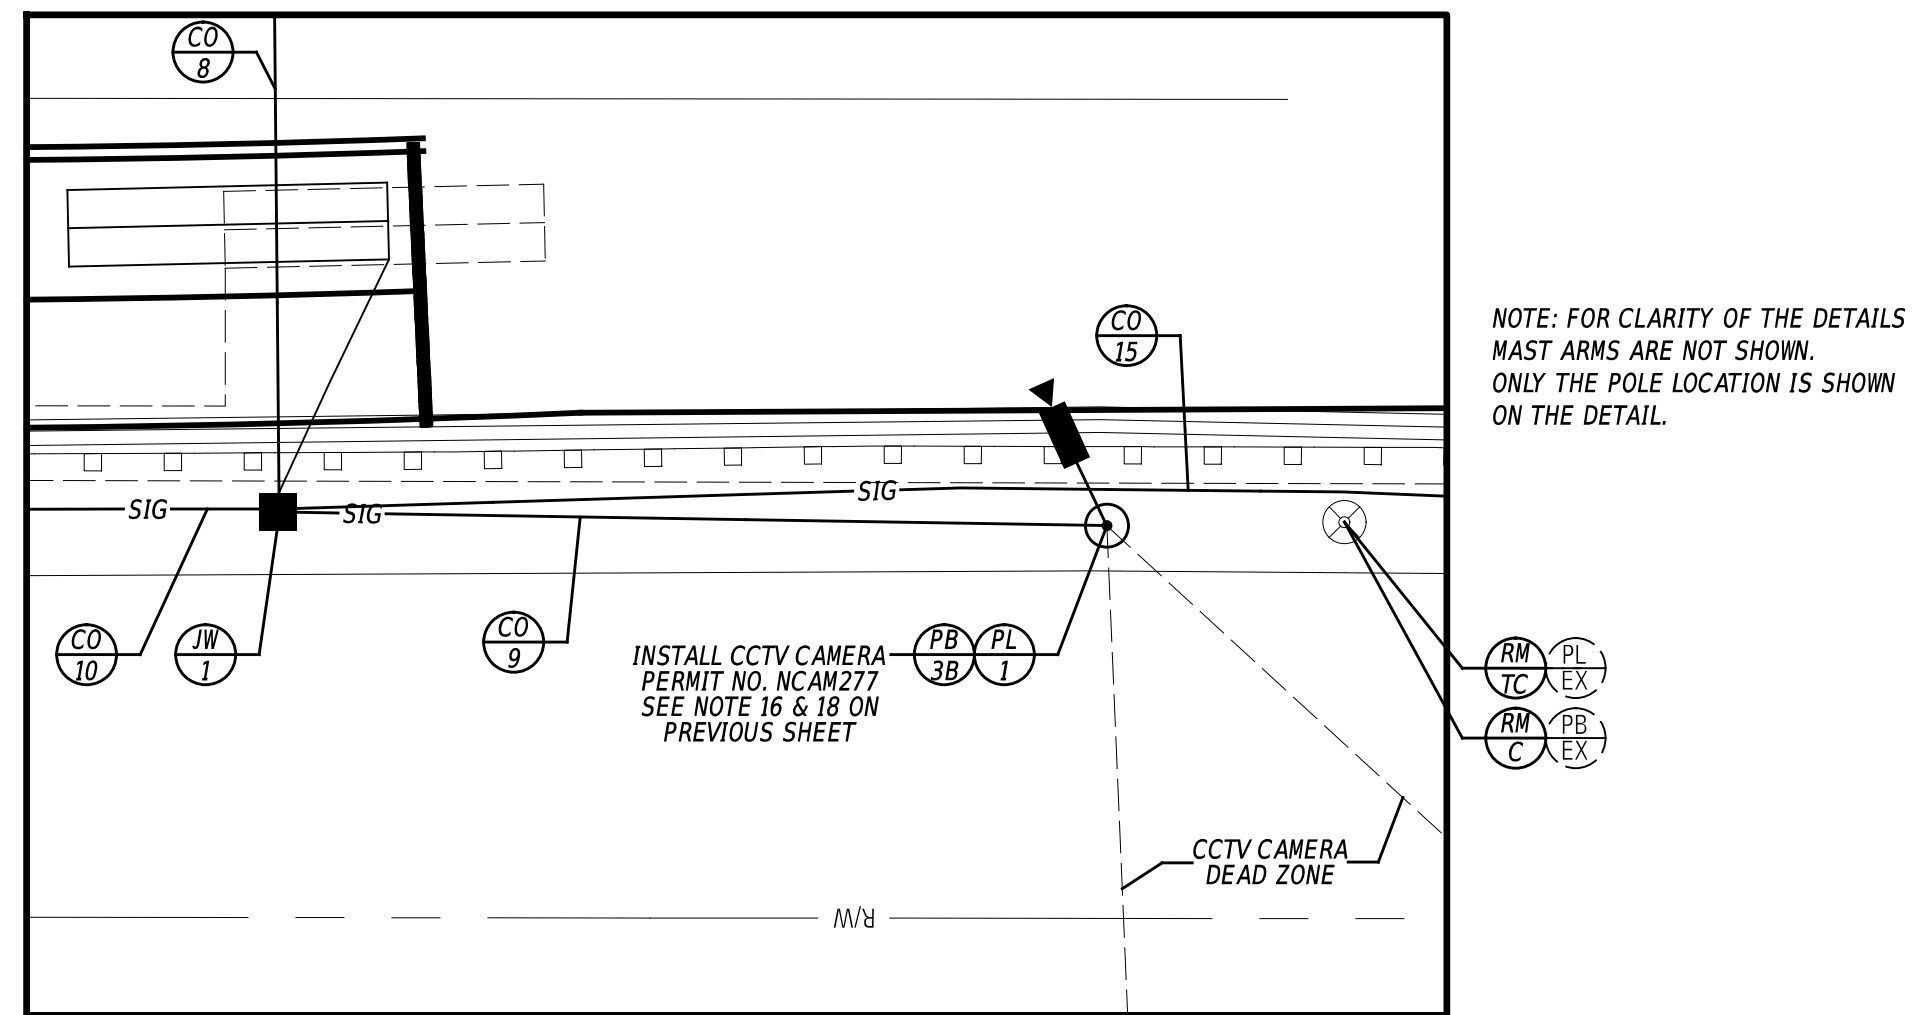 CO
8
CO
15
NOTE: FOR CLARITY OF THE DETAILS
MAST ARMS ARE NOT SHOWN.
ONLY THE POLE LOCATION IS SHOWN
ON THE DETAIL.
SIG
SIG
SIG
CO
10
JW
1
CO
9
INSTALL CCTV CAMERA
PERMIT NO. NCAM277
SEE NOTE 16 & 18 ON
PREVIOUS SHEET
PB
3B
PL
1
RM
TC
PL
EX
RM
C
PB
EX
CCTV CAMERA
DEAD ZONE
R/W